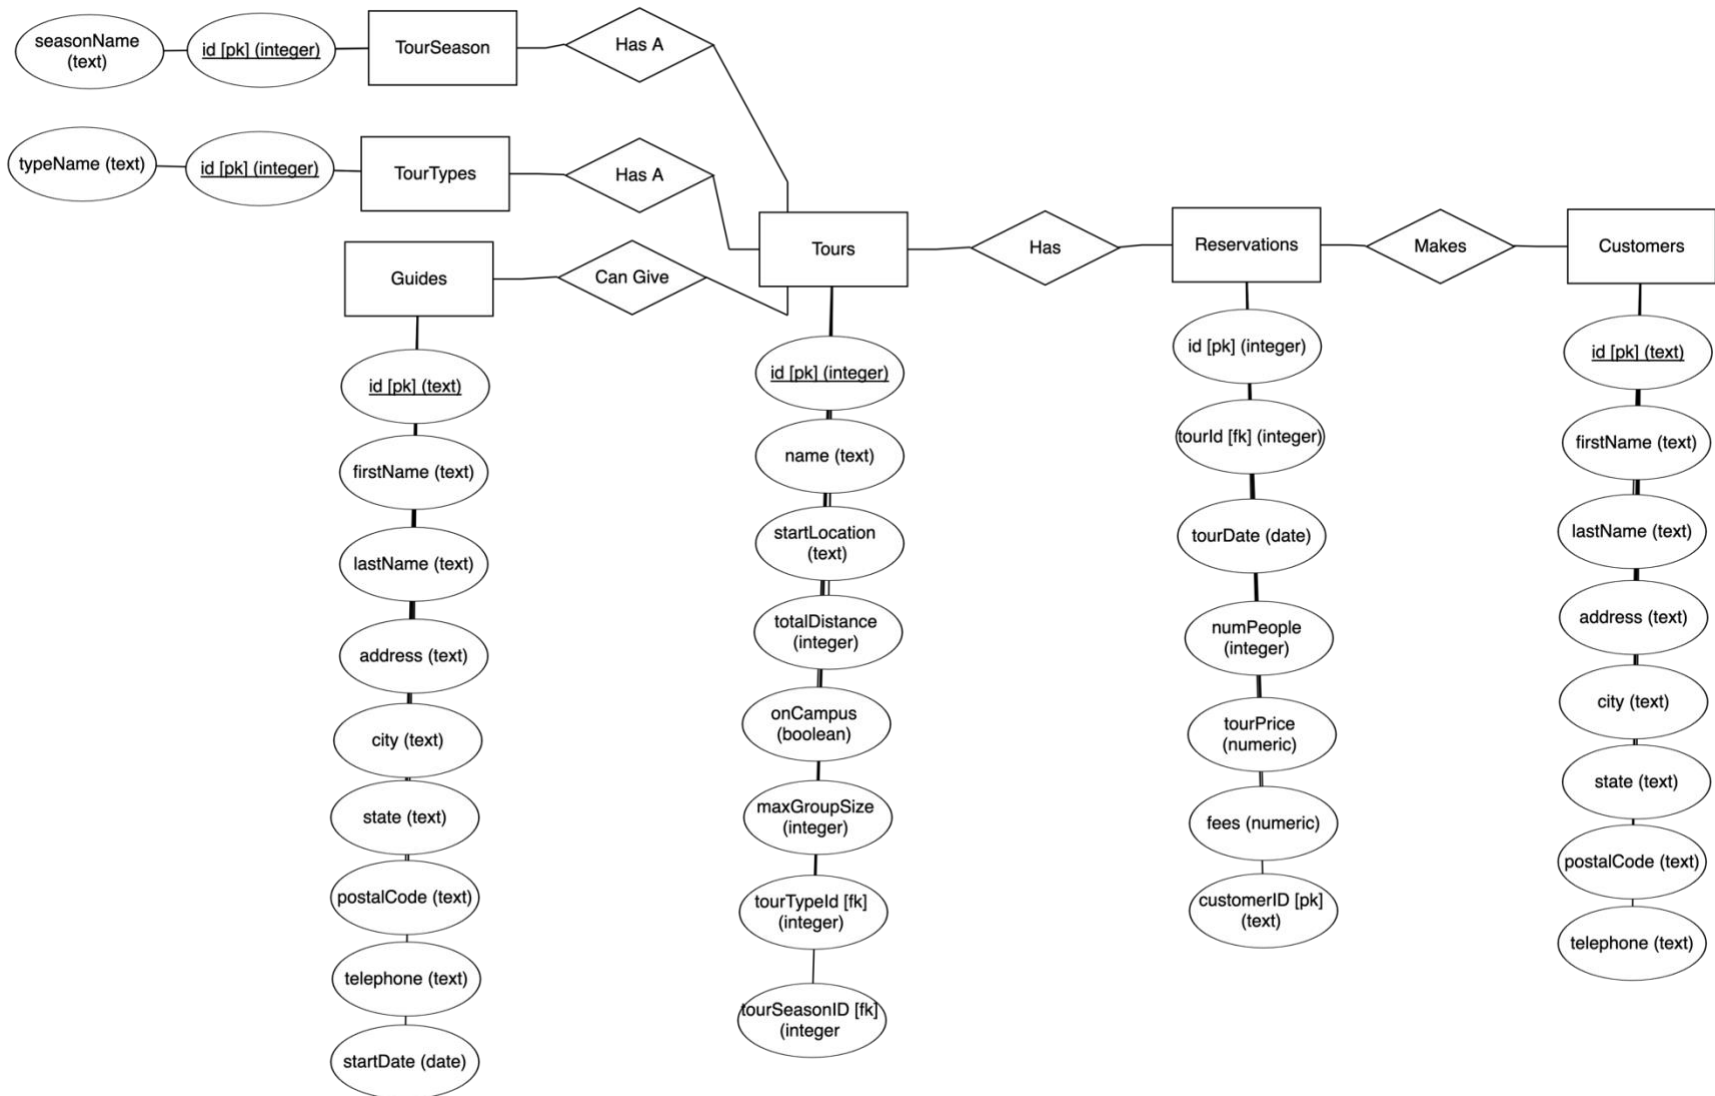 seasonName
(text)
id [pk] (integer)
TourSeason
Has A
typeName (text)
id [pk] (integer)
TourTypes
Has A
Guides
Can Give
Tours
Has
Reservations
Makes
Customers
id [pk] (text)
firstName (text)
lastName (text)
address (text)
city (text)
state (text)
postalCode (text)
telephone (text)
startDate (date)
id [pk] (integer)
name (text)
startLocation
(text)
totalDistance
(integer)
onCampus
(boolean)
maxGroupSize
(integer)
tourTypeId [fk]
(integer)
tourSeasonID [fk]
(integer
id [pk] (integer)
tourId [fk] (integer)
tourDate (date)
numPeople
(integer)
tourPrice
(numeric)
fees (numeric)
customerID [pk]
(text)
id [pk] (text)
firstName (text)
lastName (text)
address (text)
city (text)
state (text)
postalCode (text)
telephone (text)